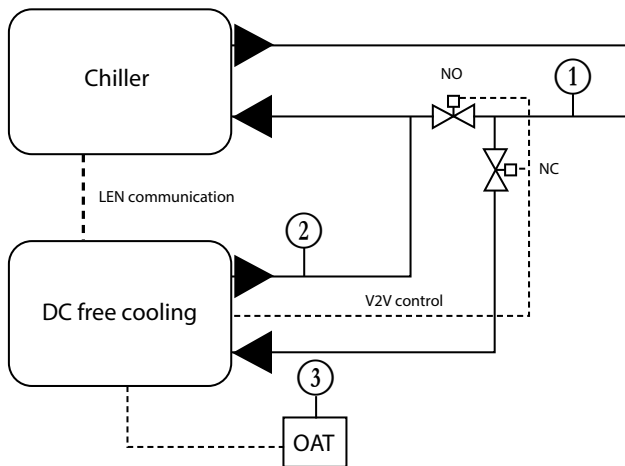 Chiller
NO
1
LEN communication
NC
2
DC free cooling
V2V control
3
OAT